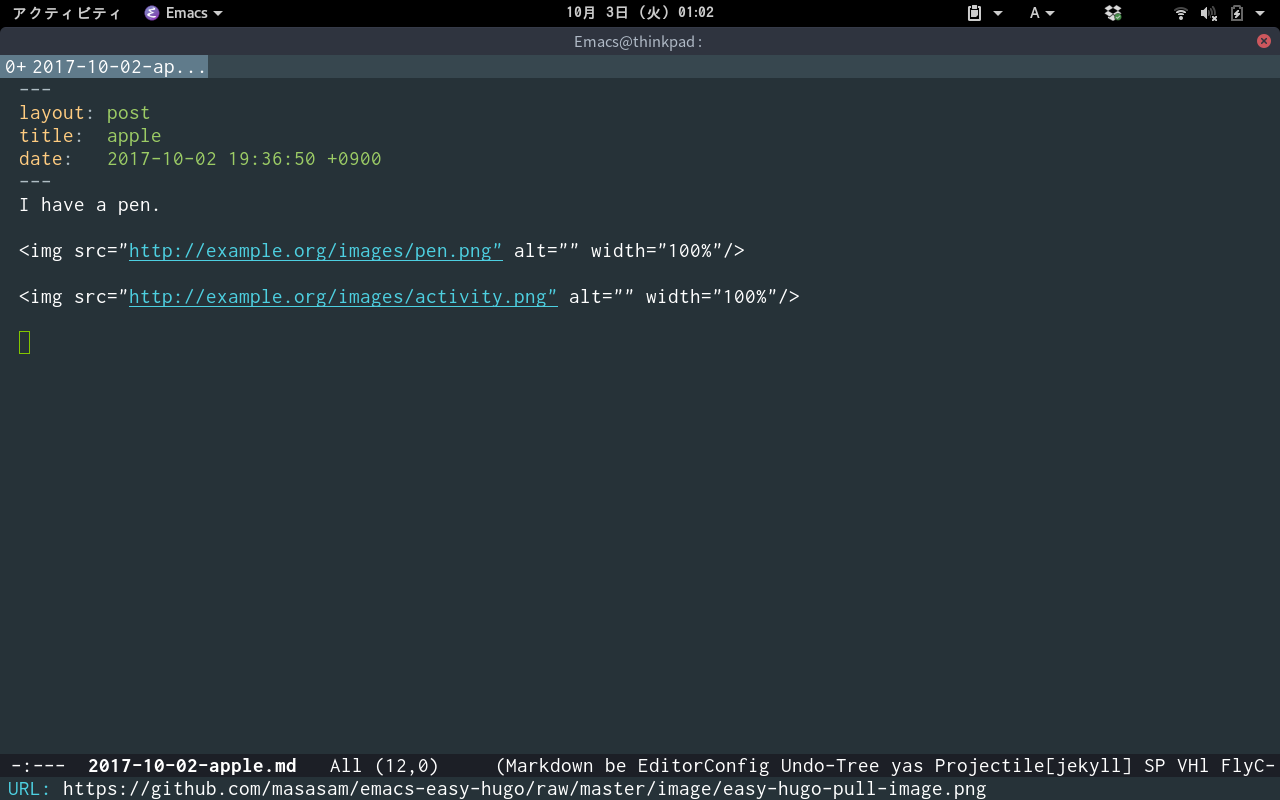 アクティビティ Emacs 10月 3日 (火) 01:02 A
Emacs@thinkpad:
0+ 2017-10-02-ap...
---
layout: post
title:  apple
date:   2017-10-02 19:36:50 +0900
---
I have a pen.
<img src="http://example.org/images/pen.png" alt="" width="100%"/>
<img src="http://example.org/images/activity.png" alt="" width="100%"/>
-:---  2017-10-02-apple.md   All (12,0)     (Markdown be EditorConfig Undo-Tree yas Projectile[jekyll] SP VHl FlyC-
URL: https://github.com/masasam/emacs-easy-hugo/raw/master/image/easy-hugo-pull-image.png